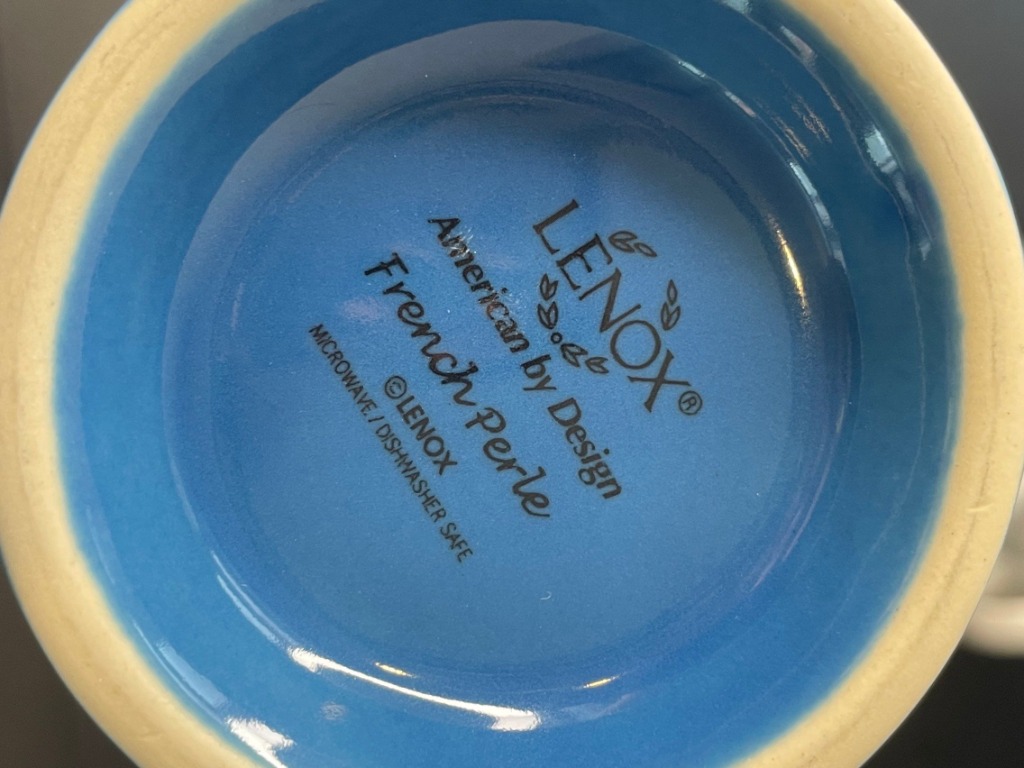 LENOX®
American by Design
French Perle
©LENOX
MICROWAVE / DISHWASHER SAFE